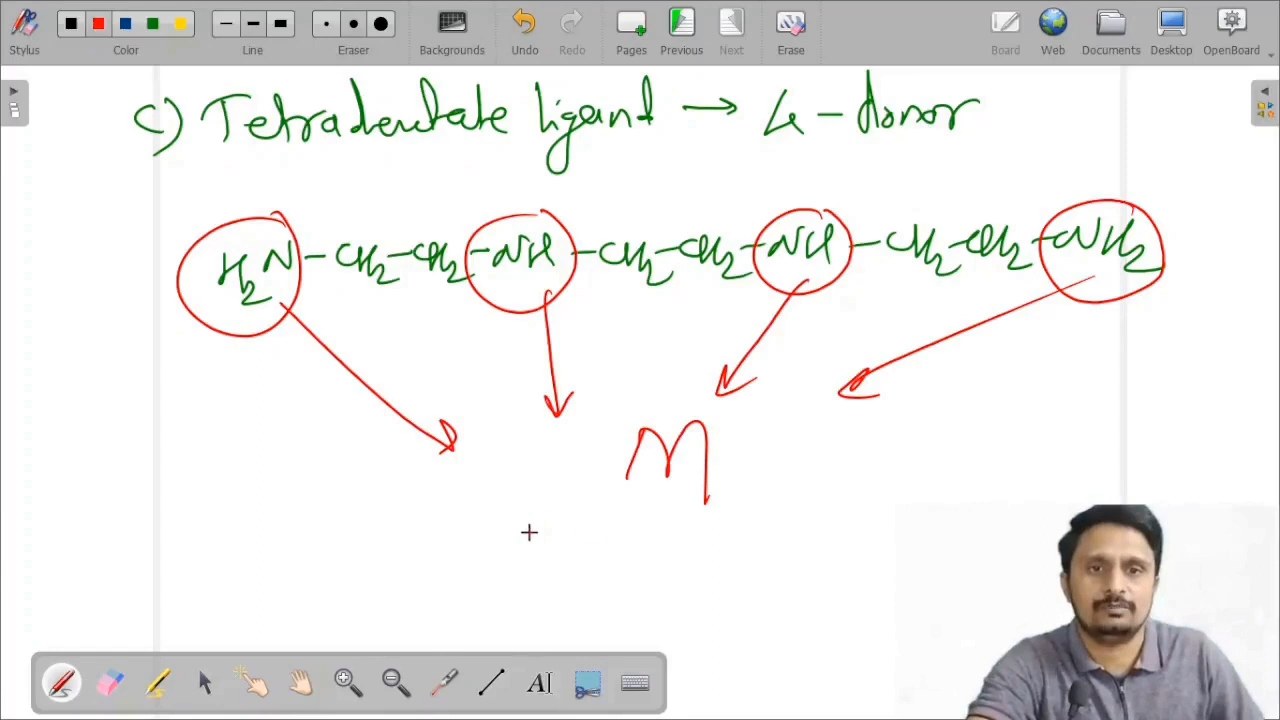 Stylus
Color
Line
Eraser
Backgrounds
Undo
Redo
Pages
Previous
Next
Erase
Board
Web
Documents
Desktop
OpenBoard
c) Tetradentate ligand → 4 - donor
H₂N-CH₂-CH₂-NH-CH₂-CH₂-NH-CH₂-CH₂-NH₂
M
AI